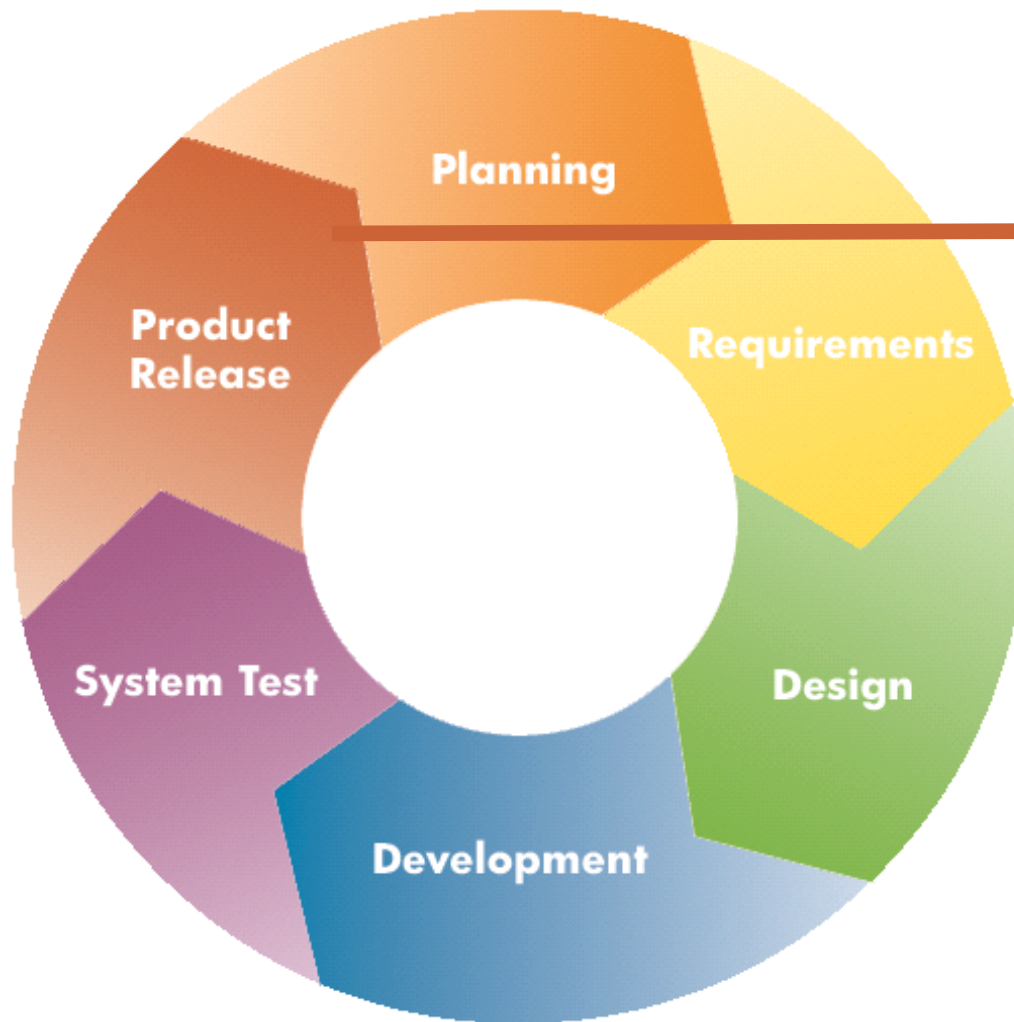 Planning
Requirements
Design
Development
System Test
Product
Release